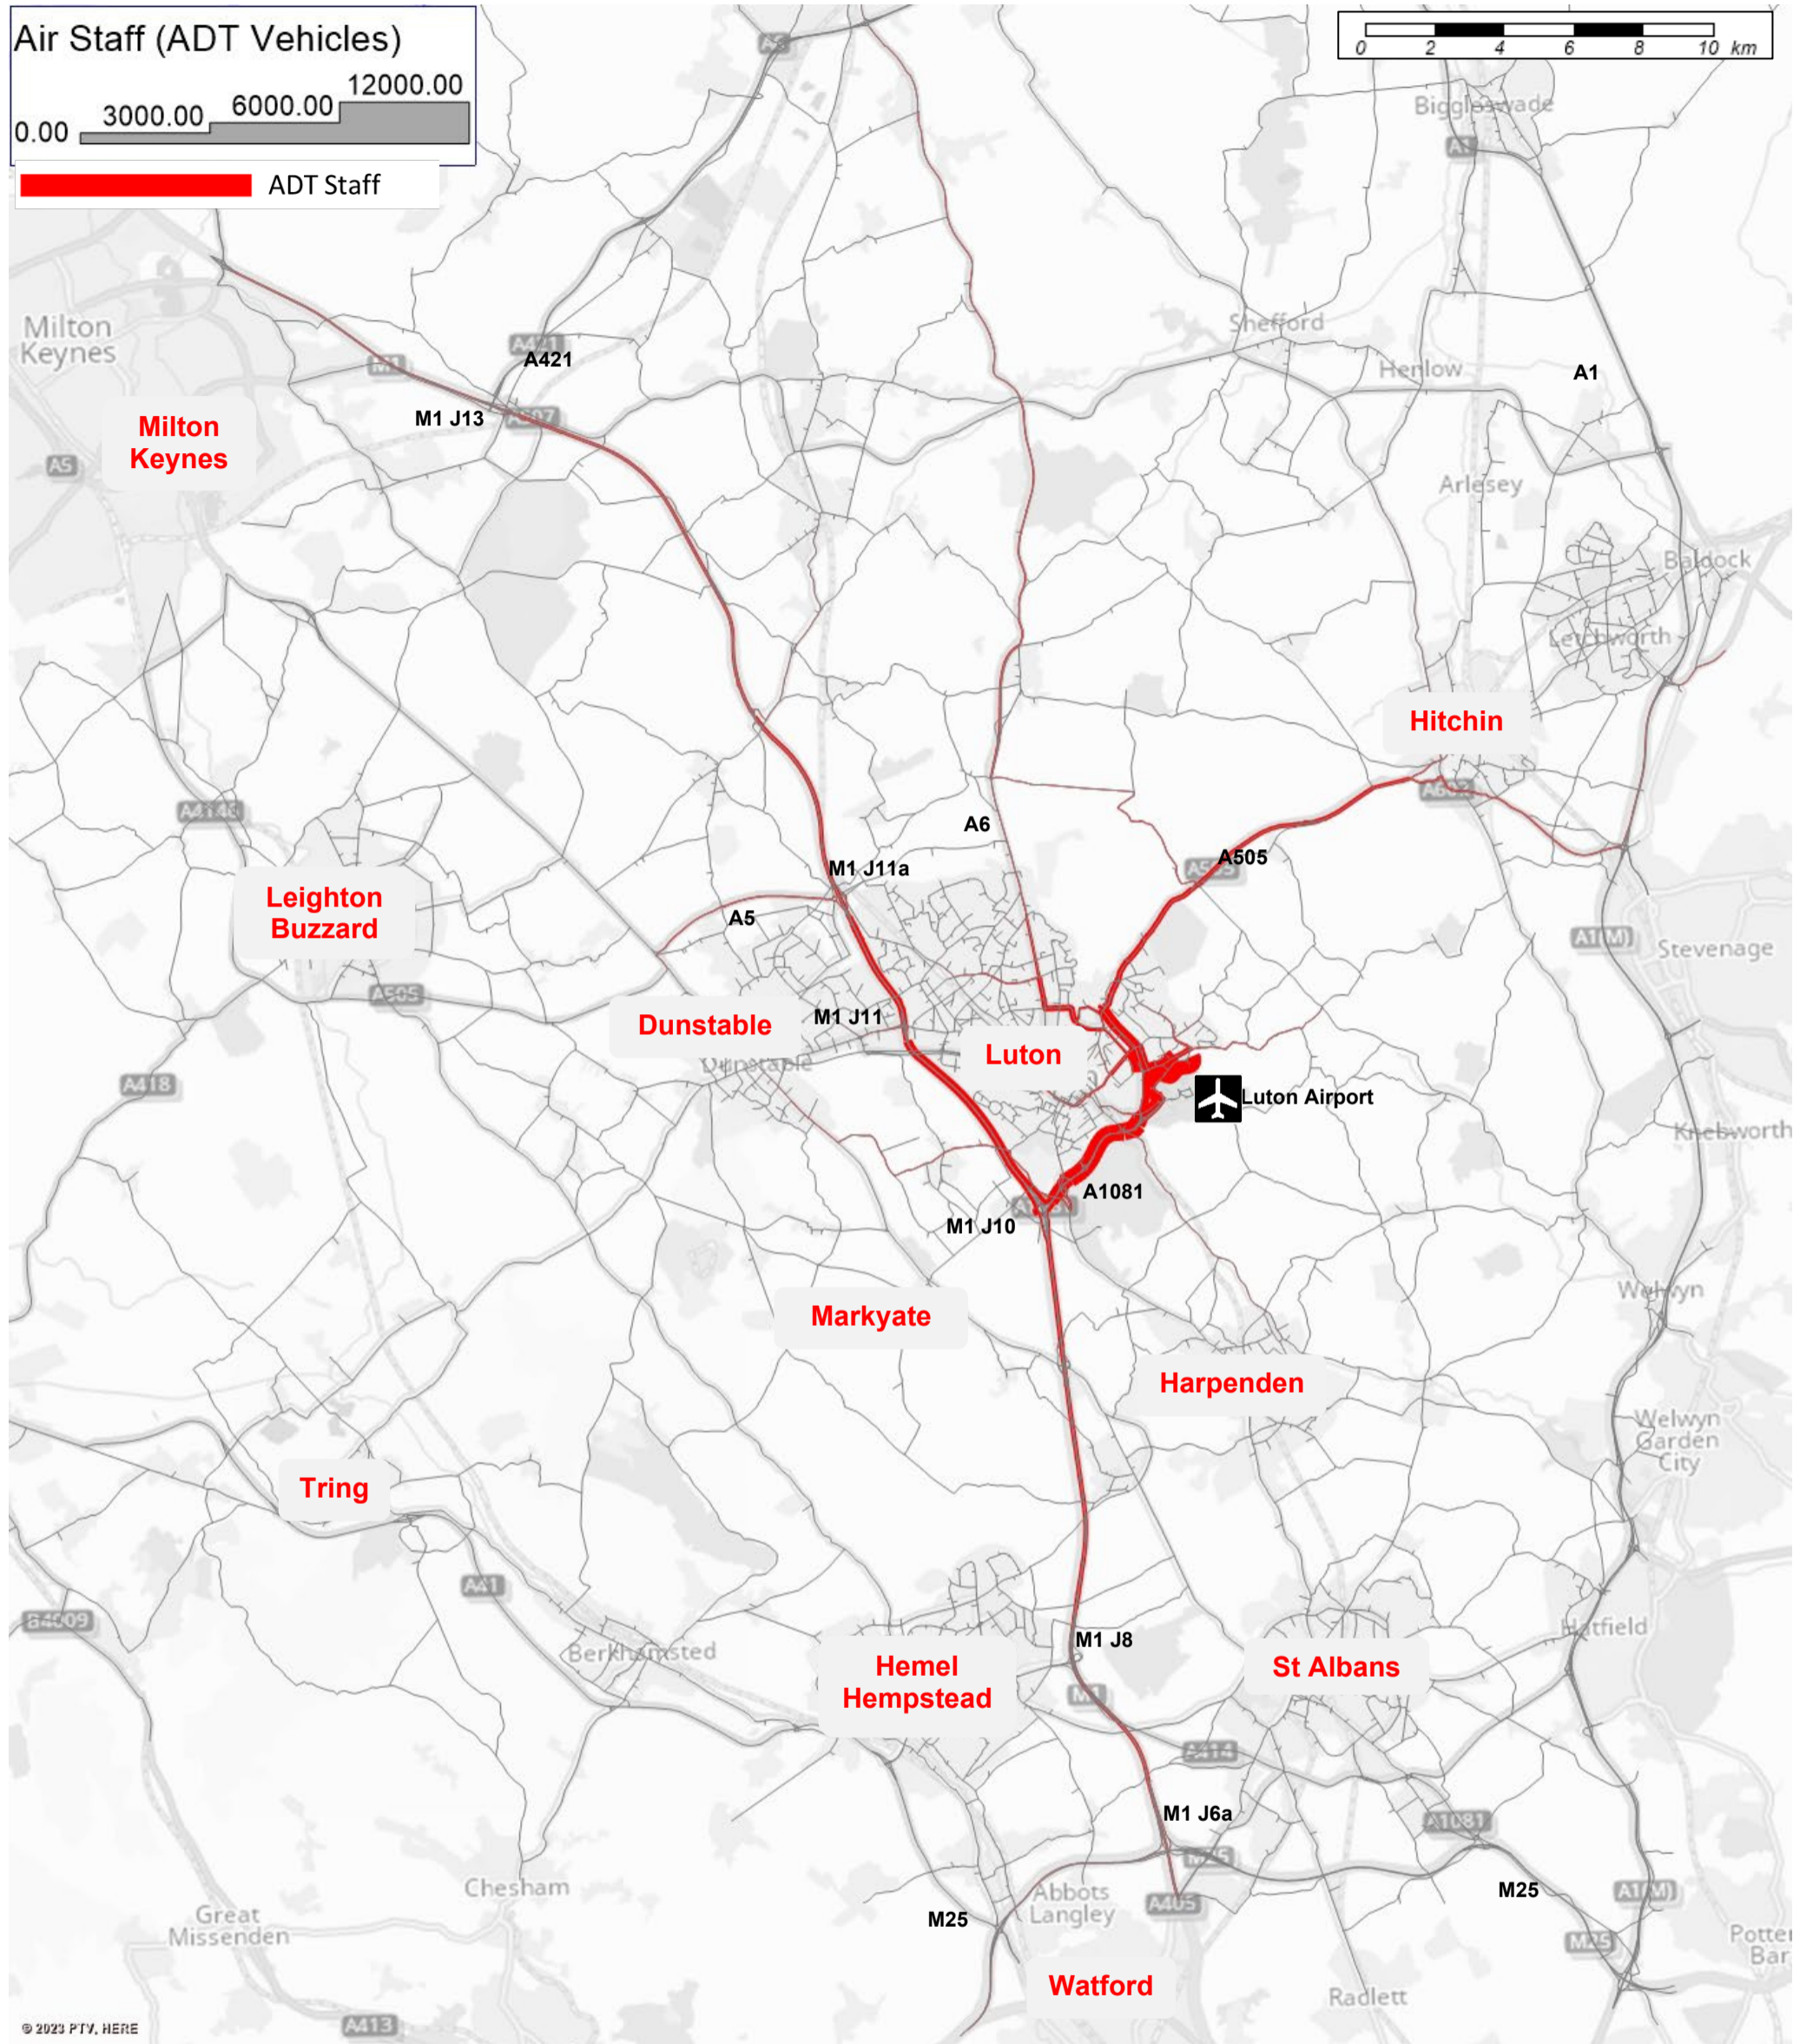 Air Staff (ADT Vehicles)
0.00 3000.00 6000.00 12000.00
ADT Staff
0 2 4 6 8 10 km
A6
Biggleswade
A1
Milton
Keynes
Shefford
A421
A421
Henlow
A1
M1
M1 J13
A507
Milton
Keynes
A5
Arlesey
Baldock
Letchworth
Hitchin
A602
A4146
A6
A505
A505
M1 J11a
Leighton
Buzzard
A5
A1(M)
Stevenage
A505
Dunstable
M1 J11
Luton
Dunstable
A418
Luton Airport
Knebworth
A1081
M1 J10
Welwyn
Markyate
Harpenden
Welwyn
Garden
City
Tring
A41
B4009
Hatfield
Berkhamsted
M1 J8
Hemel
Hempstead
St Albans
M1
A414
M1 J6a
A1081
M25
Chesham
Abbots
Langley
A405
M25
A1(M)
Great
Missenden
M25
M25
Potter
Bar
Watford
Radlett
© 2023 PTV, HERE
A413